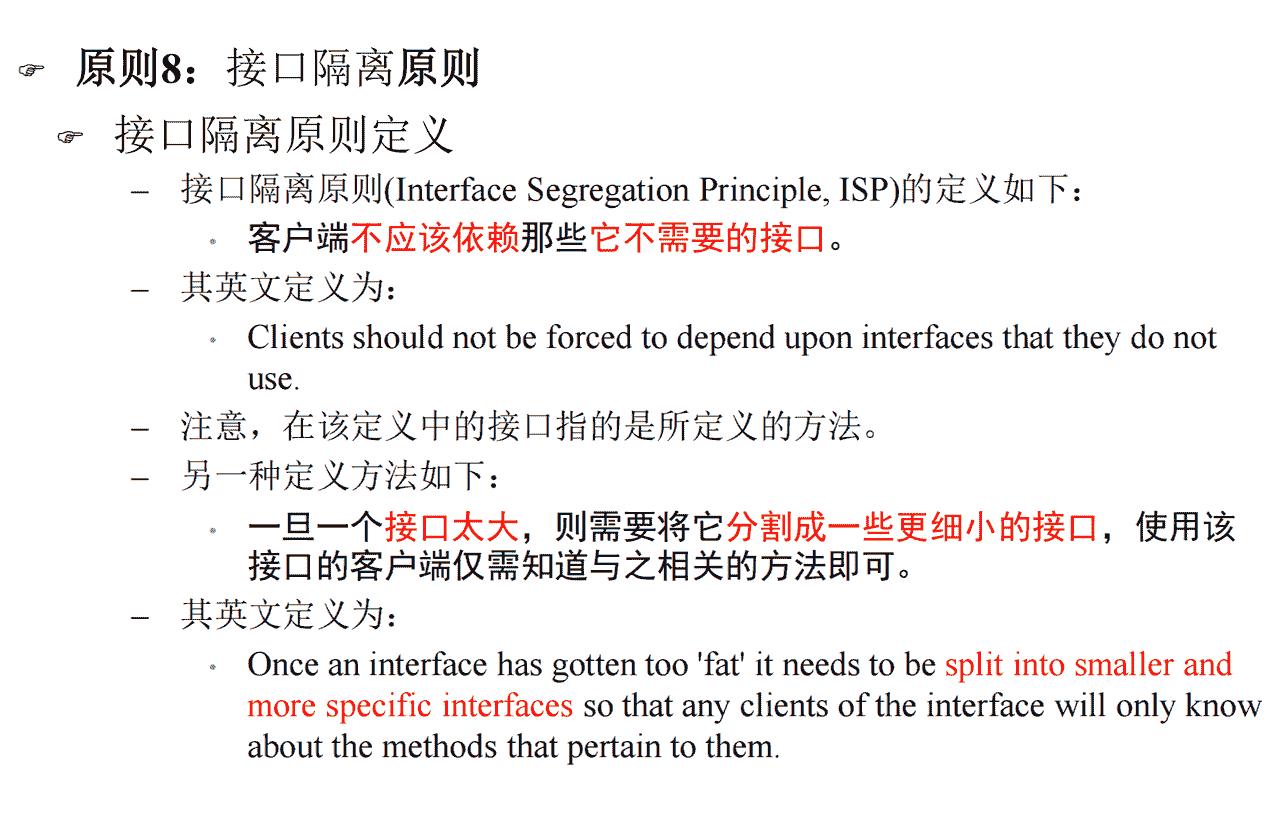 原则8：接口隔离原则
接口隔离原则定义
– 接口隔离原则(Interface Segregation Principle, ISP)的定义如下：
客户端不应该依赖那些它不需要的接口。
– 其英文定义为：
Clients should not be forced to depend upon interfaces that they do not
use.
– 注意，在该定义中的接口指的是所定义的方法。
– 另一种定义方法如下：
一旦一个接口太大，则需要将它分割成一些更细小的接口，使用该
接口的客户端仅需知道与之相关的方法即可。
– 其英文定义为：
Once an interface has gotten too 'fat' it needs to be split into smaller and
more specific interfaces so that any clients of the interface will only know
about the methods that pertain to them.